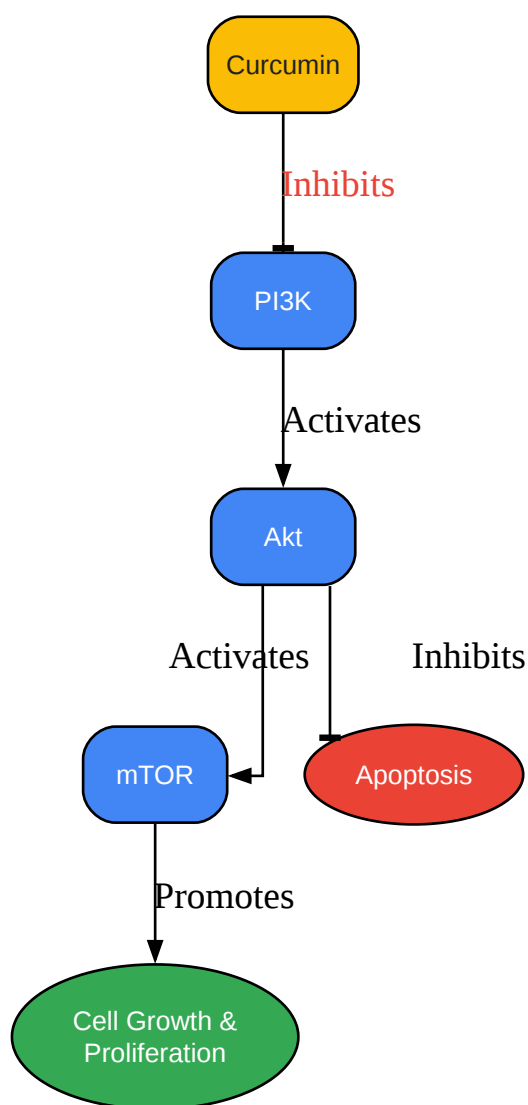 Curcumin
Inhibits
PI3K
Activates
Akt
Activates
Inhibits
mTOR
Apoptosis
Promotes
Cell Growth &
Proliferation